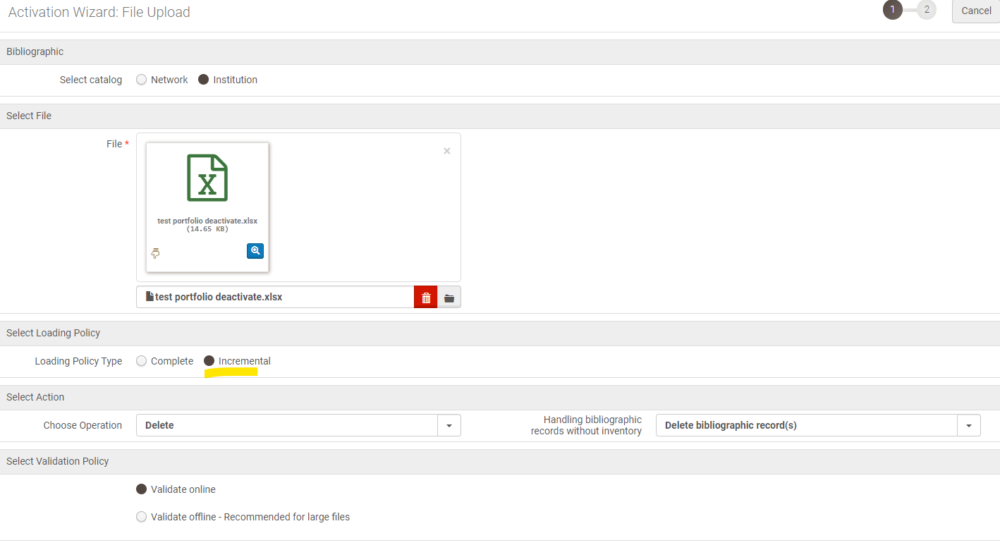 Activation Wizard: File Upload
1
2
Cancel
Bibliographic
Select catalog
Network
Institution
Select File
File *
X
test portfolio deactivate.xlsx
(14.65 KB)
test portfolio deactivate.xlsx
Select Loading Policy
Loading Policy Type
Complete
Incremental
Select Action
Choose Operation
Delete
Handling bibliographic
records without inventory
Delete bibliographic record(s)
Select Validation Policy
Validate online
Validate offline - Recommended for large files